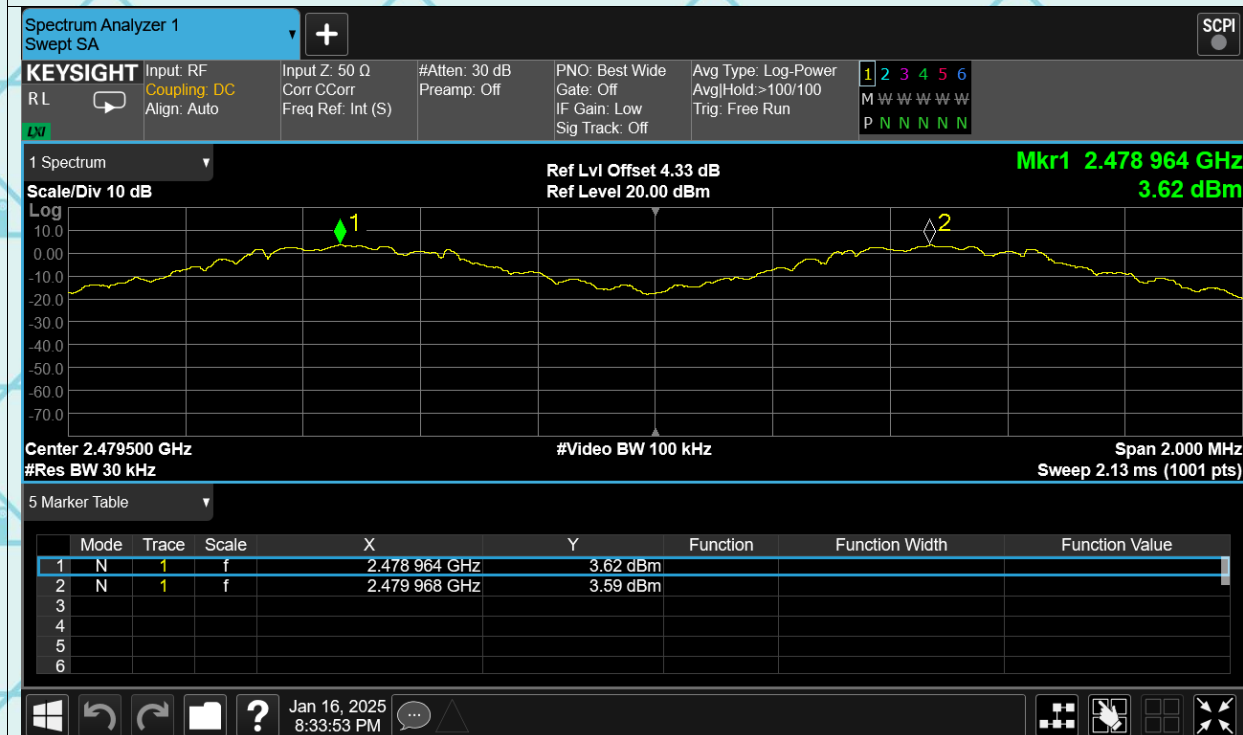 Spectrum Analyzer 1
Swept SA
+
SCPI
KEYSIGHT
RL
LXI
Input: RF
Coupling: DC
Align: Auto
Input Z: 50 Ω
Corr CCorr
Freq Ref: Int (S)
#Atten: 30 dB
Preamp: Off
PNO: Best Wide
Gate: Off
IF Gain: Low
Sig Track: Off
Avg Type: Log-Power
Avg|Hold:>100/100
Trig: Free Run
1 2 3 4 5 6
M W W W W W
P N N N N N
1 Spectrum
Scale/Div 10 dB
Ref Lvl Offset 4.33 dB
Ref Level 20.00 dBm
Mkr1 2.478 964 GHz
3.62 dBm
Log
10.0
0.00
-10.0
-20.0
-30.0
-40.0
-50.0
-60.0
-70.0
1
2
Center 2.479500 GHz
#Video BW 100 kHz
Span 2.000 MHz
#Res BW 30 kHz
Sweep 2.13 ms (1001 pts)
5 Marker Table
Mode Trace Scale X Y Function Function Width Function Value
1 N 1 f 2.478 964 GHz 3.62 dBm
2 N 1 f 2.479 968 GHz 3.59 dBm
3
4
5
6
?
Jan 16, 2025
8:33:53 PM